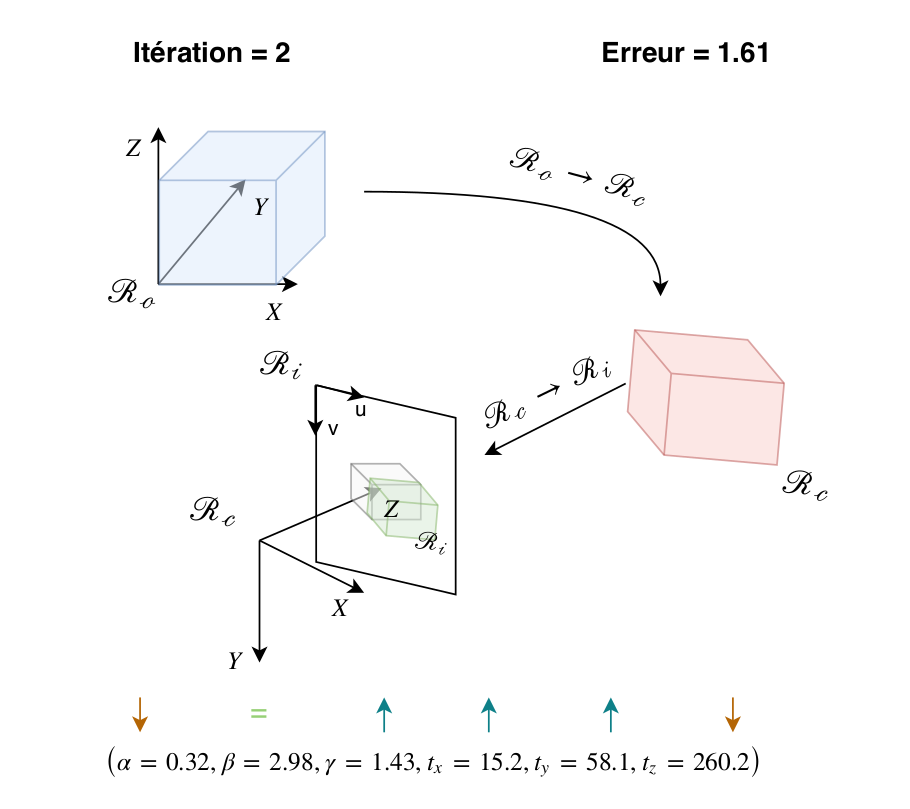 Itération = 2
Erreur = 1.61
Z
Y
ℛo → ℛc
ℛo
X
ℛi
u
v
ℛc → ℛi
ℛc
ℛc
Z
ℛi
X
Y
↓ = ↑ ↑ ↑ ↓
(α = 0.32, β = 2.98, γ = 1.43, tx = 15.2, ty = 58.1, tz = 260.2)